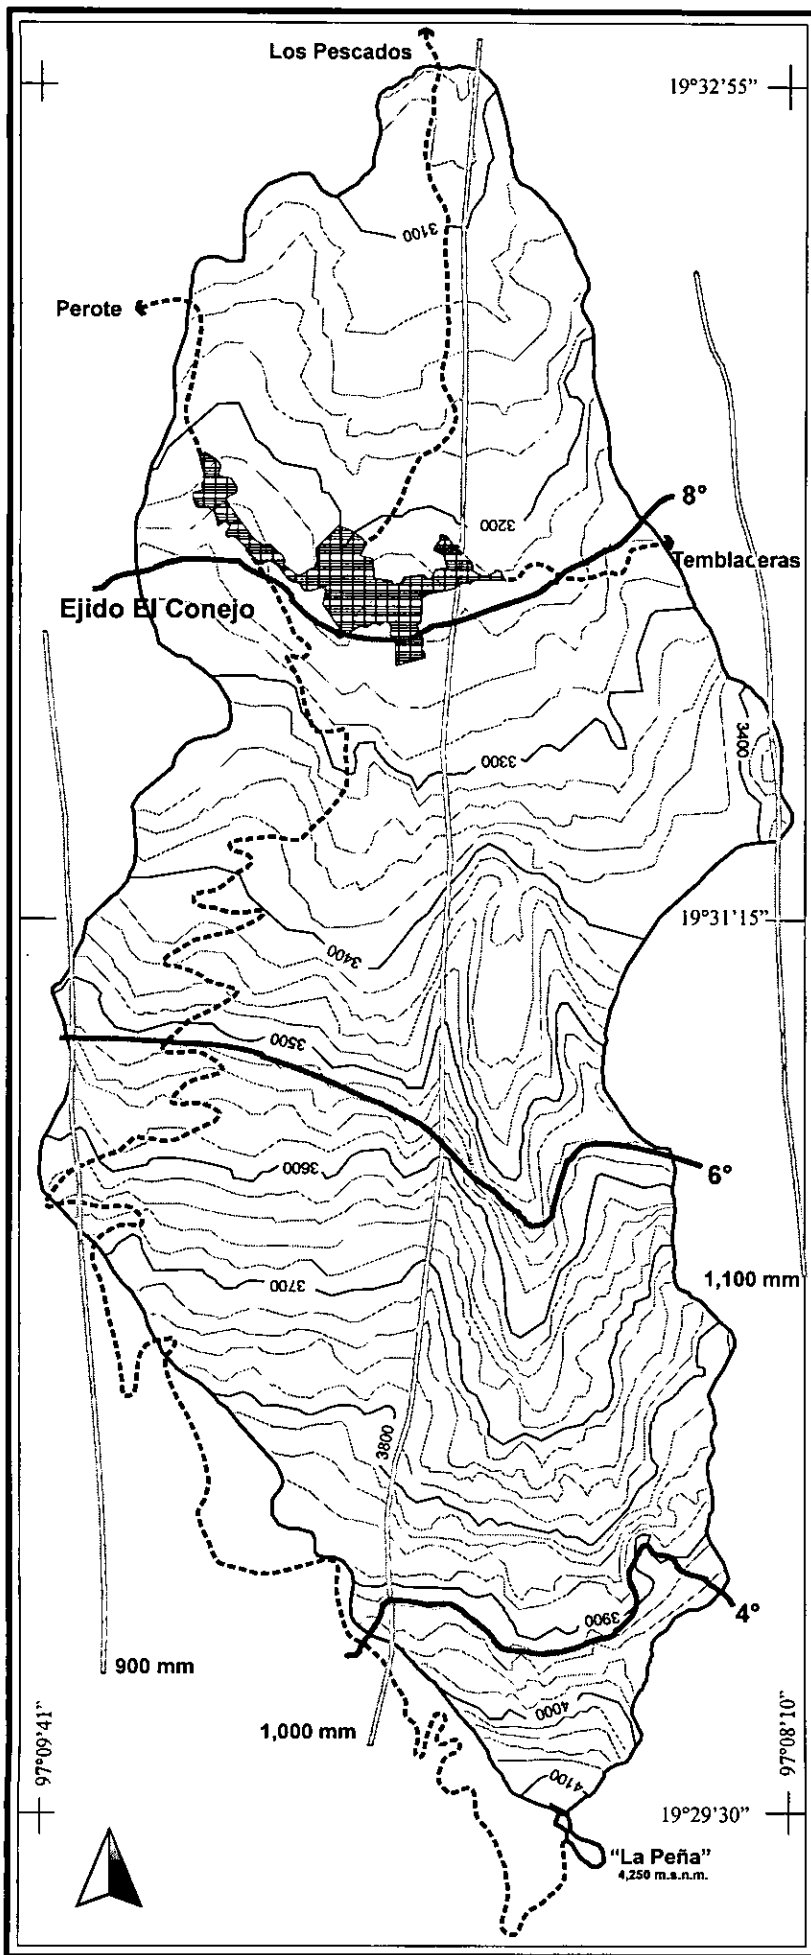 Los Pescados
19°32'55"
3100
Perote
8°
3200
Tembladeras
Ejido El Conejo
3400
3300
19°31'15"
3400
3500
3600
6°
3700
1,100 mm
3800
3900
4°
900 mm
4000
1,000 mm
97°09'41"
97°08'10"
4100
19°29'30"
"La Peña"
4,250 m.s.n.m.